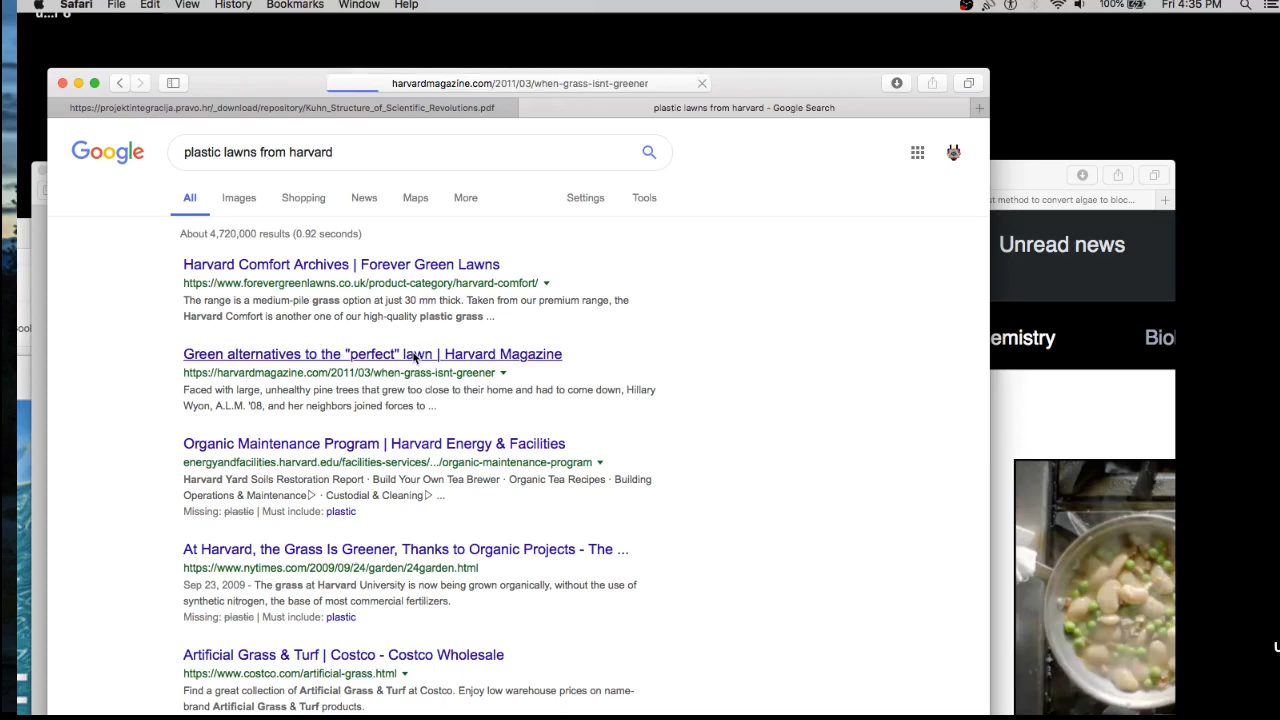 Safari File Edit View History Bookmarks Window Help 100% Fri 4:35 PM
harvardmagazine.com/2011/03/when-grass-isnt-greener
https://projektintegracija.pravo.hr/_download/repository/Kuhn_Structure_of_Scientific_Revolutions.pdf
plastic lawns from harvard - Google Search
Google
plastic lawns from harvard
All Images Shopping News Maps More Settings Tools
About 4,720,000 results (0.92 seconds)
Harvard Comfort Archives | Forever Green Lawns
https://www.forevergreenlawns.co.uk/product-category/harvard-comfort/
The range is a medium-pile grass option at just 30 mm thick. Taken from our premium range, the
Harvard Comfort is another one of our high-quality plastic grass ...
Green alternatives to the "perfect" lawn | Harvard Magazine
https://harvardmagazine.com/2011/03/when-grass-isnt-greener
Faced with large, unhealthy pine trees that grew too close to their home and had to come down, Hillary
Wyon, A.L.M. '08, and her neighbors joined forces to ...
Organic Maintenance Program | Harvard Energy & Facilities
energyandfacilities.harvard.edu/facilities-services/.../organic-maintenance-program
Harvard Yard Soils Restoration Report · Build Your Own Tea Brewer · Organic Tea Recipes · Building
Operations & Maintenance · Custodial & Cleaning ...
Missing: plastic | Must include: plastic
At Harvard, the Grass Is Greener, Thanks to Organic Projects - The ...
https://www.nytimes.com/2009/09/24/garden/24garden.html
Sep 23, 2009 - The grass at Harvard University is now being grown organically, without the use of
synthetic nitrogen, the base of most commercial fertilizers.
Missing: plastic | Must include: plastic
Artificial Grass & Turf | Costco - Costco Wholesale
https://www.costco.com/artificial-grass.html
Find a great collection of Artificial Grass & Turf at Costco. Enjoy low warehouse prices on name-
brand Artificial Grass & Turf products.
st method to convert algae to bioc...
Unread news
emistry Biol